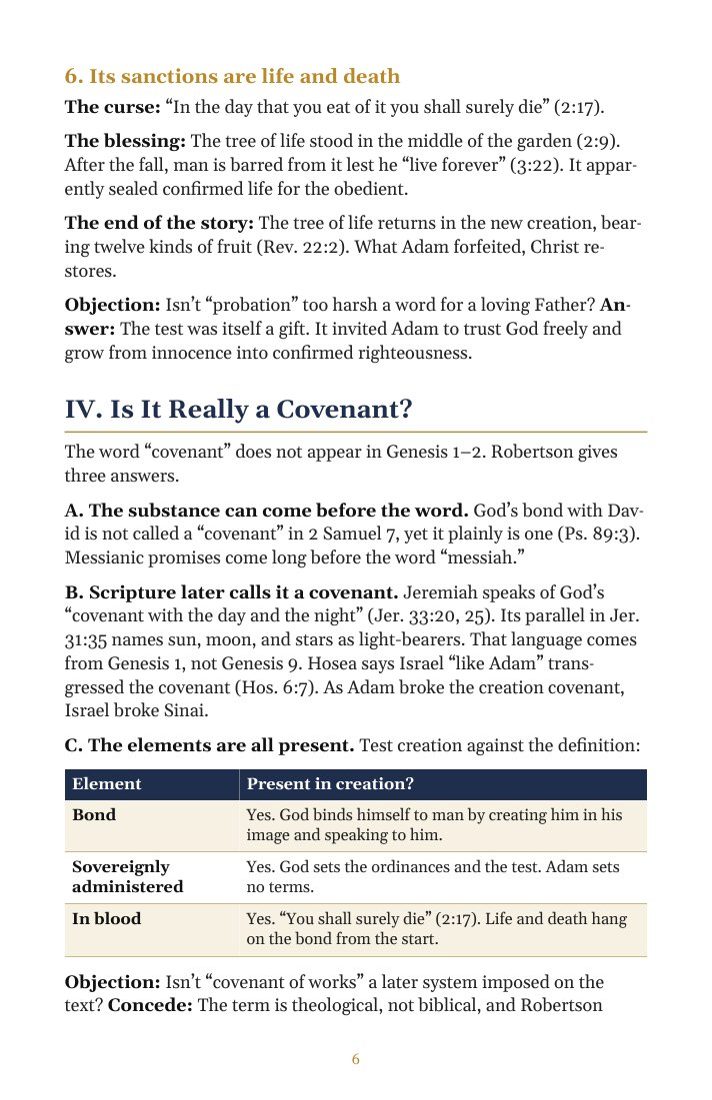 6. Its sanctions are life and death
The curse: “In the day that you eat of it you shall surely die” (2:17).
The blessing: The tree of life stood in the middle of the garden (2:9).
After the fall, man is barred from it lest he “live forever” (3:22). It appar-
ently sealed confirmed life for the obedient.
The end of the story: The tree of life returns in the new creation, bear-
ing twelve kinds of fruit (Rev. 22:2). What Adam forfeited, Christ re-
stores.
Objection: Isn’t “probation” too harsh a word for a loving Father? An-
swer: The test was itself a gift. It invited Adam to trust God freely and
grow from innocence into confirmed righteousness.
IV. Is It Really a Covenant?
The word “covenant” does not appear in Genesis 1–2. Robertson gives
three answers.
A. The substance can come before the word. God’s bond with Dav-
id is not called a “covenant” in 2 Samuel 7, yet it plainly is one (Ps. 89:3).
Messianic promises come long before the word “messiah.”
B. Scripture later calls it a covenant. Jeremiah speaks of God’s
“covenant with the day and the night” (Jer. 33:20, 25). Its parallel in Jer.
31:35 names sun, moon, and stars as light-bearers. That language comes
from Genesis 1, not Genesis 9. Hosea says Israel “like Adam” trans-
gressed the covenant (Hos. 6:7). As Adam broke the creation covenant,
Israel broke Sinai.
C. The elements are all present. Test creation against the definition:
Element Present in creation?
Bond Yes. God binds himself to man by creating him in his
image and speaking to him.
Sovereignly Yes. God sets the ordinances and the test. Adam sets
administered no terms.
In blood Yes. “You shall surely die” (2:17). Life and death hang
on the bond from the start.
Objection: Isn’t “covenant of works” a later system imposed on the
text? Concede: The term is theological, not biblical, and Robertson
6